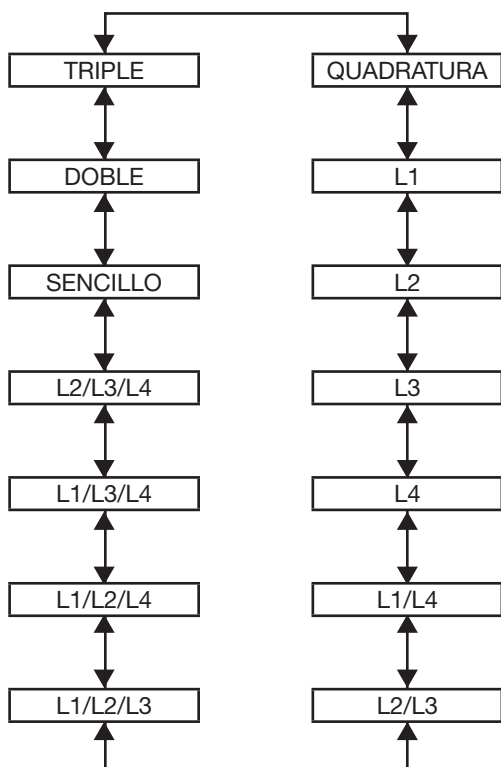 TRIPLE
DOBLE
SENCILLO
L2/L3/L4
L1/L3/L4
L1/L2/L4
L1/L2/L3
QUADRATURA
L1
L2
L3
L4
L1/L4
L2/L3